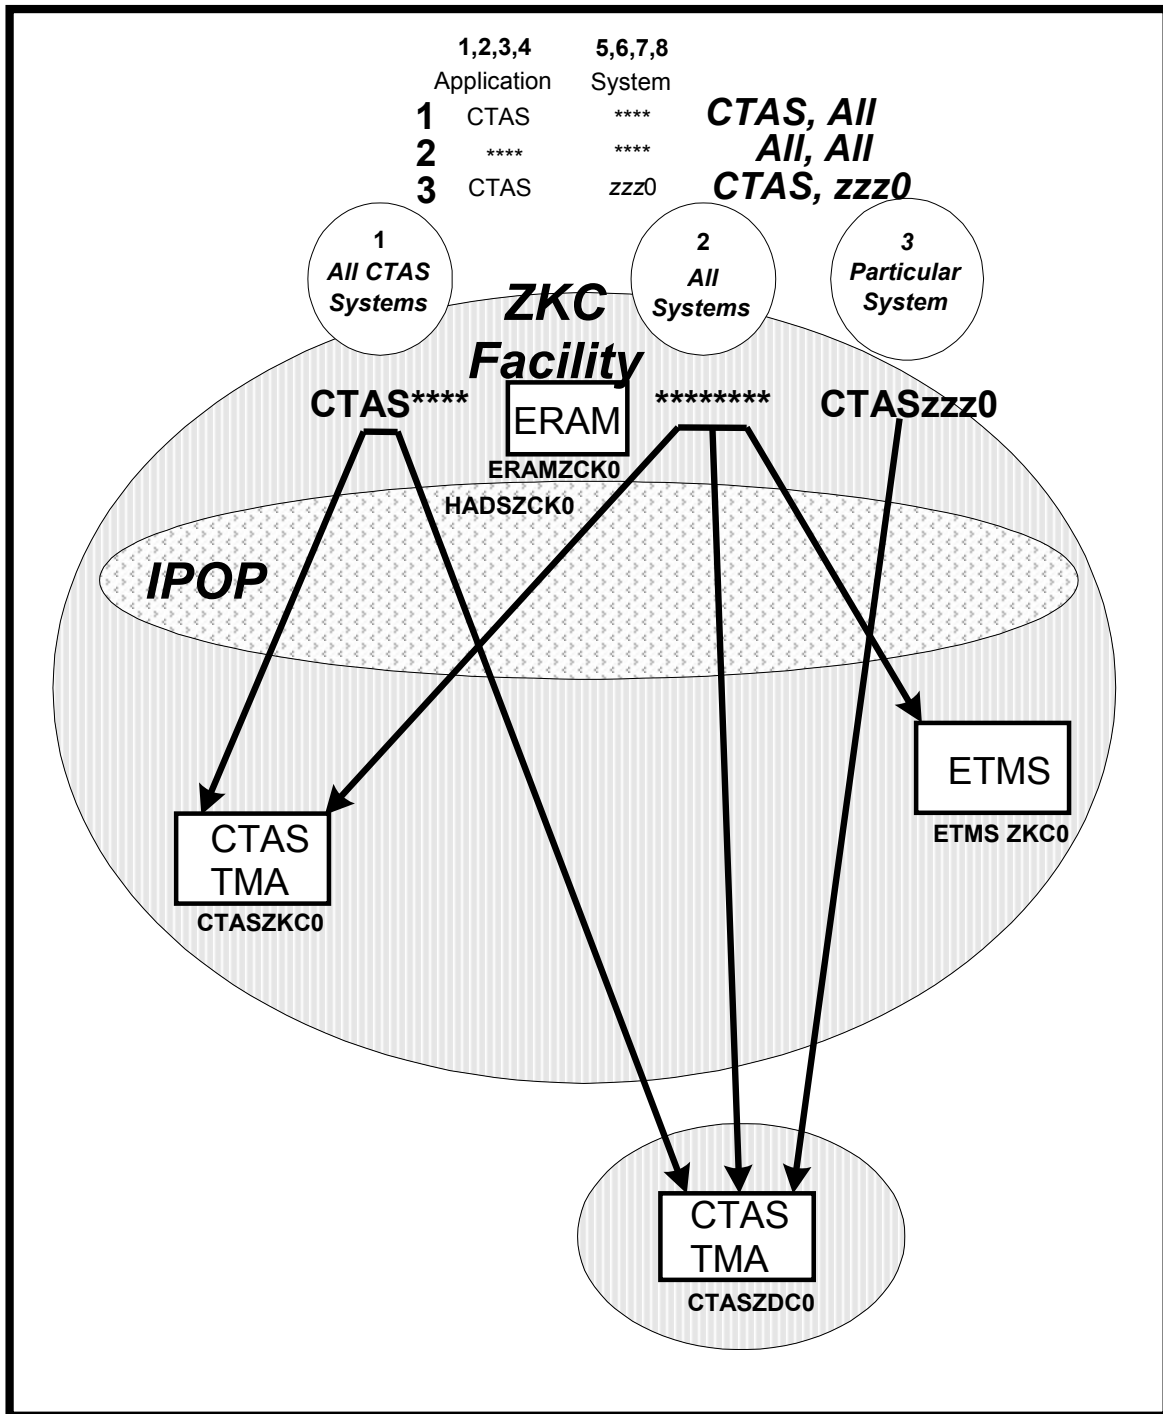 1,2,3,4 5,6,7,8
Application System
1 CTAS **** CTAS, All
2 **** **** All, All
3 CTAS zzz0 CTAS, zzz0
1
All CTAS
Systems
2
All
Systems
3
Particular
System
ZKC
Facility
CTAS****
ERAM
********
CTASzzz0
ERAMZCK0
HADSZCK0
IPOP
ETMS
ETMS ZKC0
CTAS
TMA
CTASZKC0
CTAS
TMA
CTASZDC0